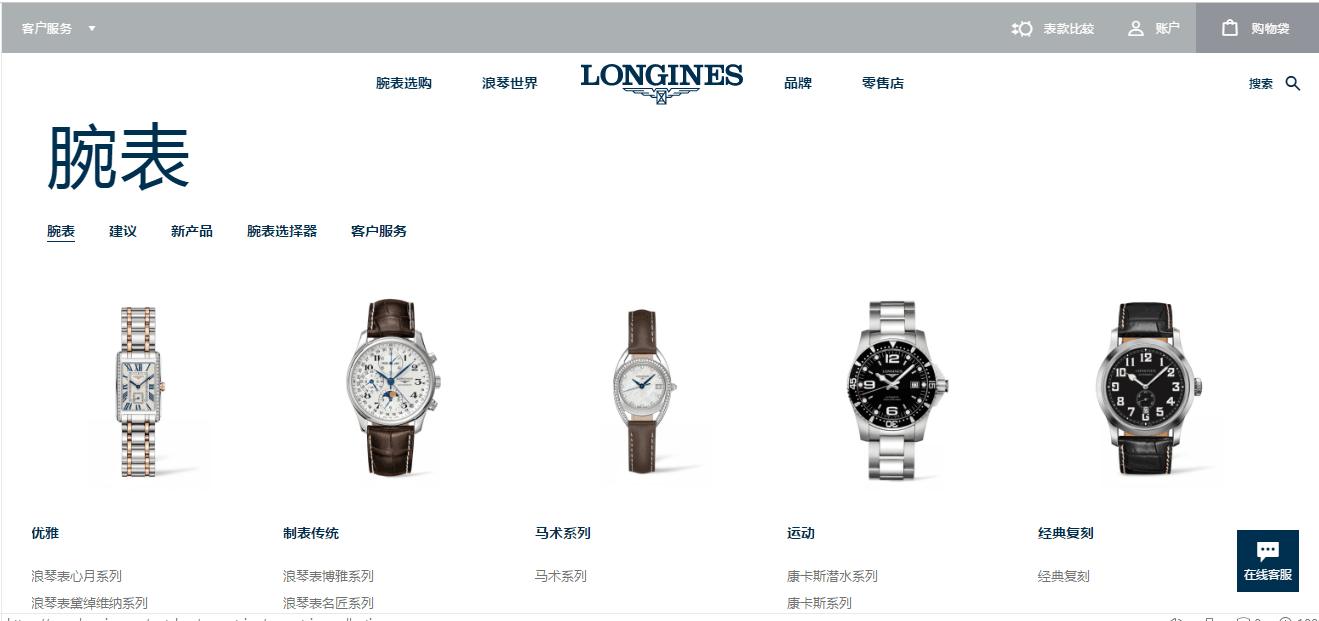 客户服务
表款比较
账户
购物袋
腕表选购
浪琴世界
LONGINES
品牌
零售店
搜索
腕表
腕表
建议
新产品
腕表选择器
客户服务
优雅
制表传统
马术系列
运动
经典复刻
浪琴表心月系列
浪琴表博雅系列
马术系列
康卡斯潜水系列
经典复刻
在线客服
浪琴表黛绰维纳系列
浪琴表名匠系列
康卡斯系列